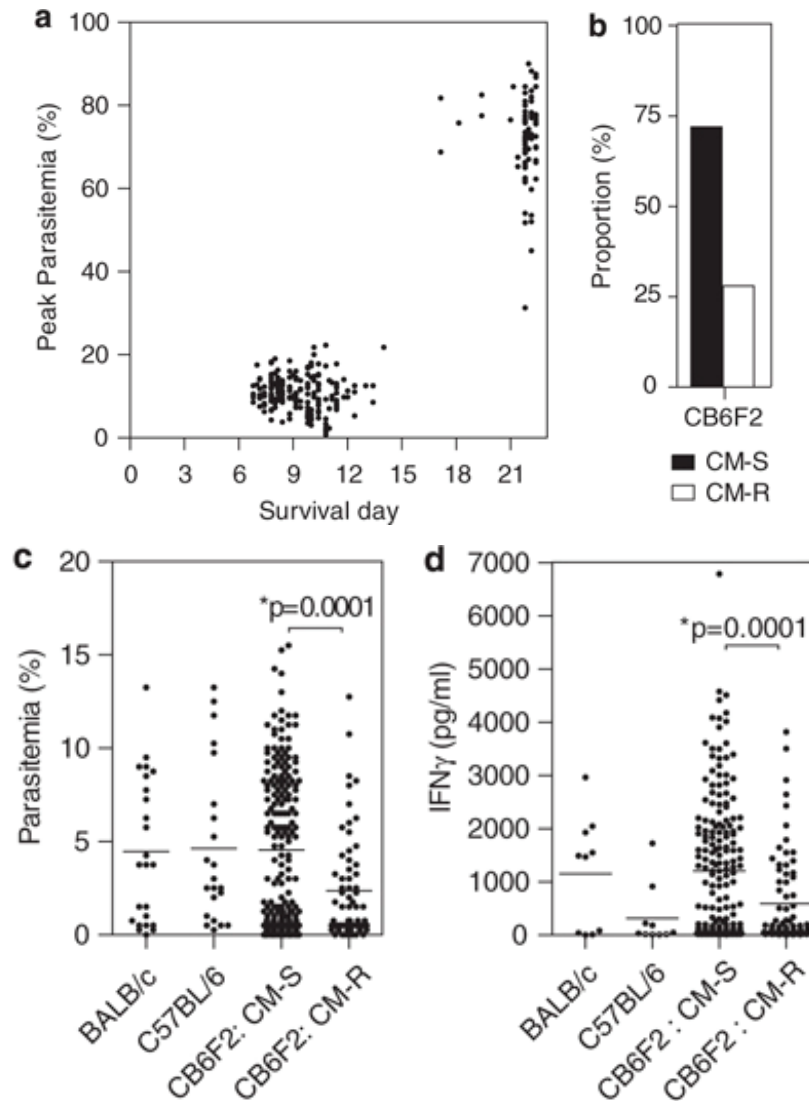 a
100
80
60
40
20
0
Peak Parasitemia (%)
0 3 6 9 12 15 18 21
Survival day
b
100
75
50
25
0
Proportion (%)
CB6F2
CM-S
CM-R
c
20
15
10
5
0
Parasitemia (%)
*p=0.0001
BALB/c
C57BL/6
CB6F2: CM-S
CB6F2: CM-R
d
7000
6000
5000
4000
3000
2000
1000
0
IFNγ (pg/ml)
*p=0.0001
BALB/c
C57BL/6
CB6F2 : CM-S
CB6F2 : CM-R